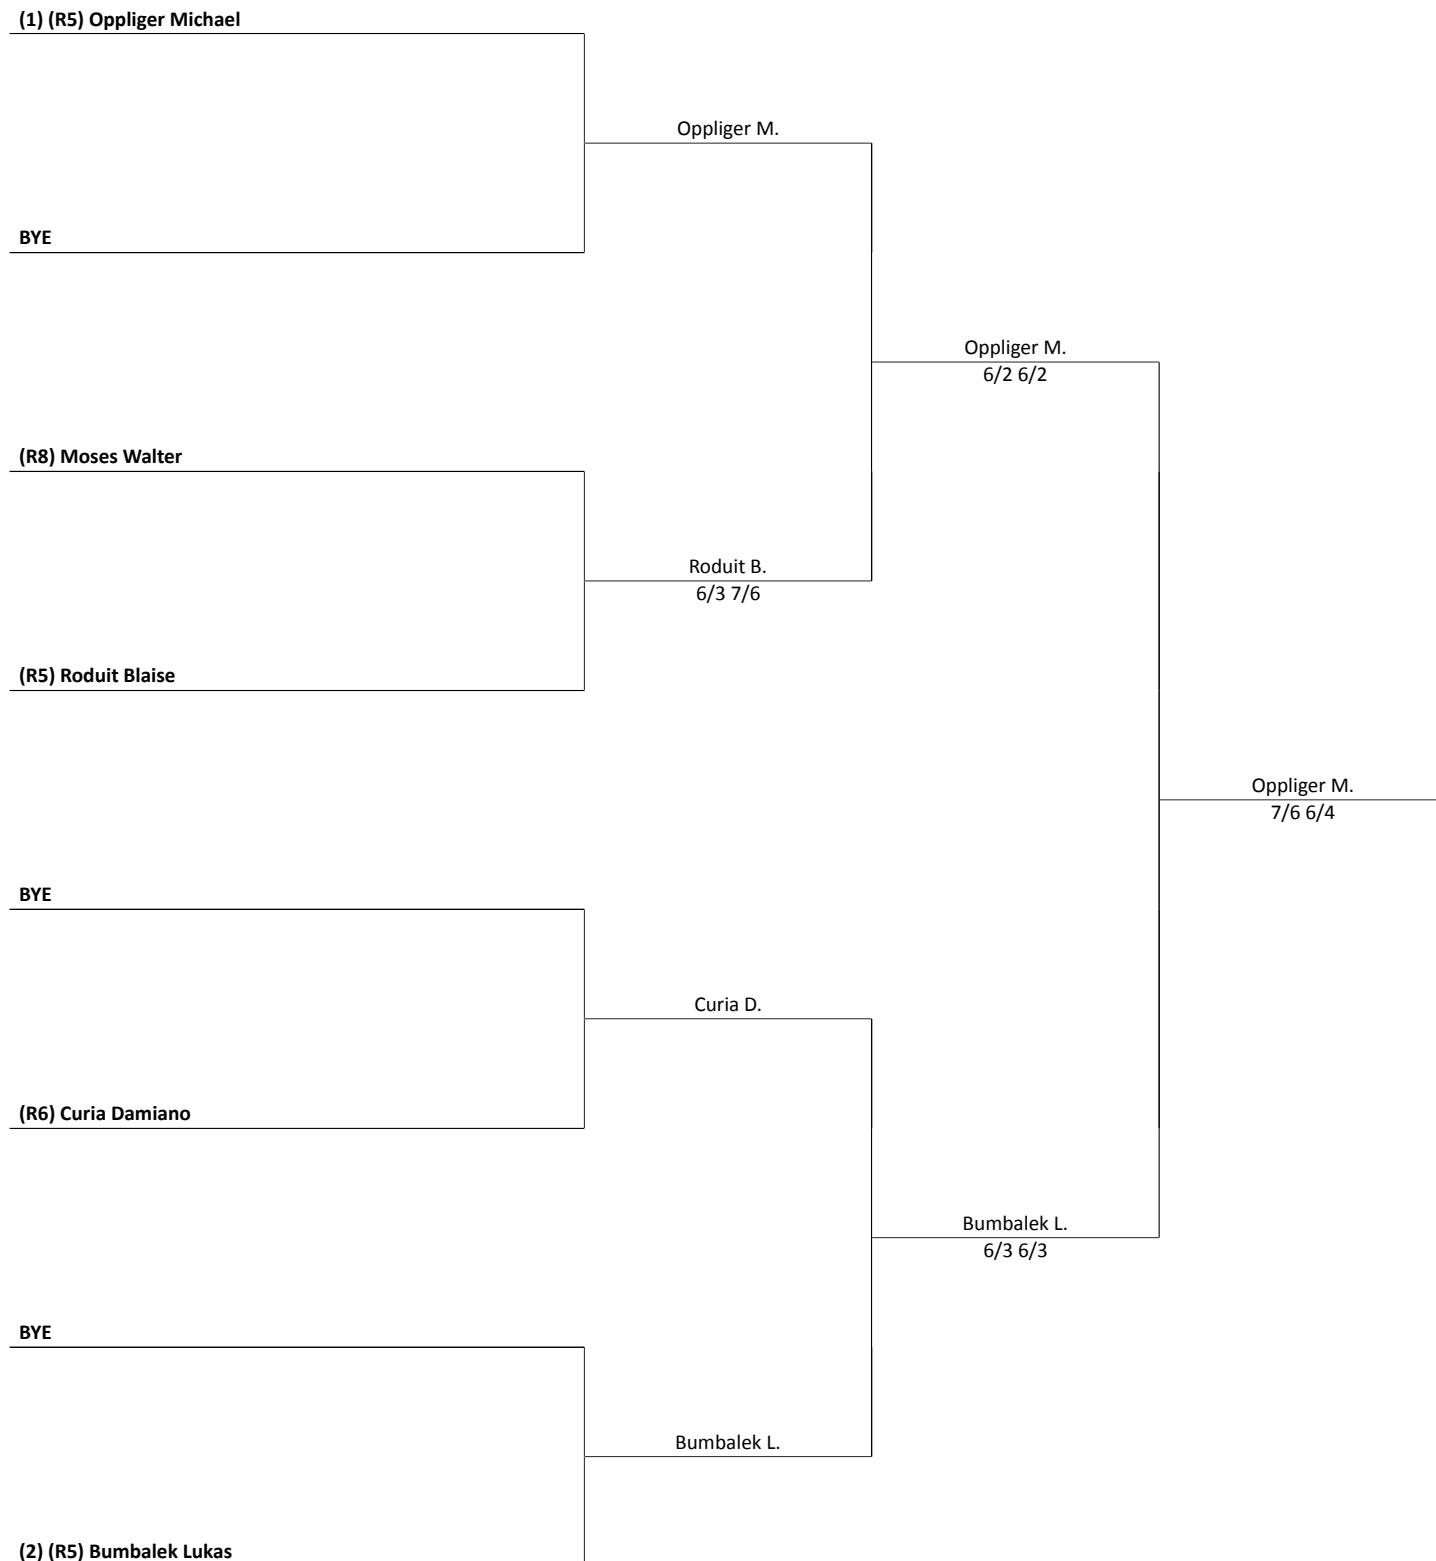 (1) (R5) Oppliger Michael
Oppliger M.
BYE
Oppliger M.
6/2 6/2
(R8) Moses Walter
Roduit B.
6/3 7/6
(R5) Roduit Blaise
Oppliger M.
7/6 6/4
BYE
Curia D.
(R6) Curia Damiano
Bumbalek L.
6/3 6/3
BYE
Bumbalek L.
(2) (R5) Bumbalek Lukas